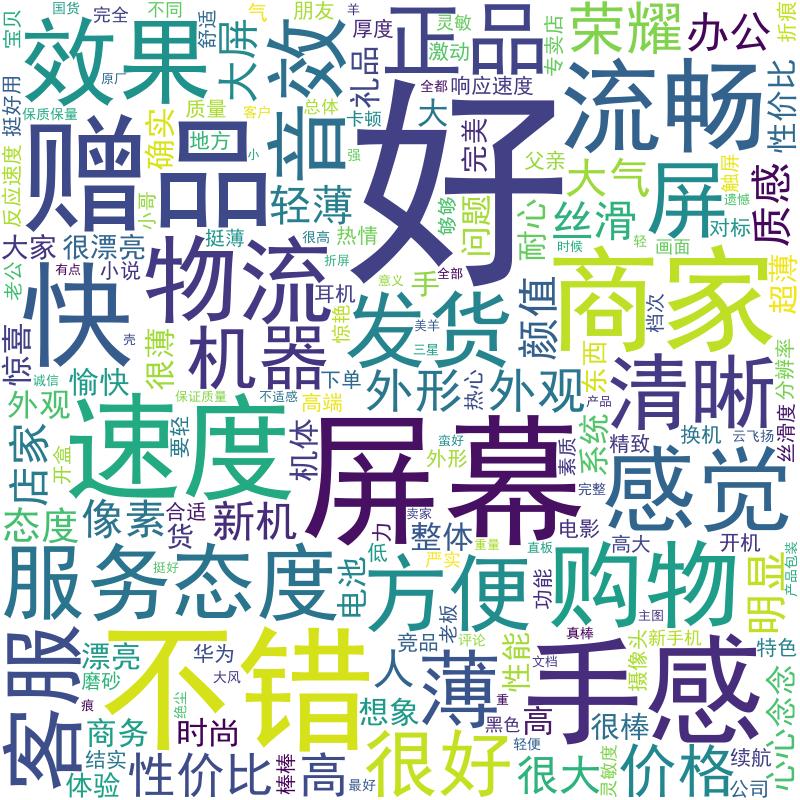 国货
完全
不同
气
朋友
羊
灵敏
专卖店
折痕
宝贝
效果
大屏
舒适
效
礼品
厚度
激动
正品
荣耀
办公
原厂
全都
响应速度
保质保量
挺好用
质量
客户
总体
卡顿
大
流畅
性价比
反应速度
赠品
确实
地方
小
音
强
好
完美
父亲
触屏
遗憾
小哥
轻薄
够够
问题
大气
耐心
丝滑
屏
对标
质感
大家
很漂亮
小说
挺薄
很高
热情
手
时候
轻
画面
老公
有点
物流
折屏
全部
意义
耳机
惊艳
美羊
发货
颜值
商家
档次
超薄
快
壳
机器
三星
惊喜
诚信
愉快
很薄
保证质量
不适感
下单
外形
热心
外观
东西
产品
清晰
分辨率
外观
高端
丝滑度
店家
开盒
速度
要轻
机体
屏幕
外形
蛮好
素质
系统
精致
换机
云飞扬
感觉
完整
态度
像素
合适
货
新机
力
卖家
整体
电影
高大
开机
低
严实
重量
直板
服务态度
挺好
电池
方便
功能
购物
明显
产品包装
老板
主图
客服
不错
漂亮
磨砂
华为
大风
竞品
评论
人
真棒
性能
摄像头
新手机
特色
文档
薄
手感
痕
绝尘
重
想象
黑色
高
很棒
心心念念
商务
时尚
结实
体验
性价比
棒棒
高
最好
很好
轻便
很大
灵敏度
价格
续航
公司